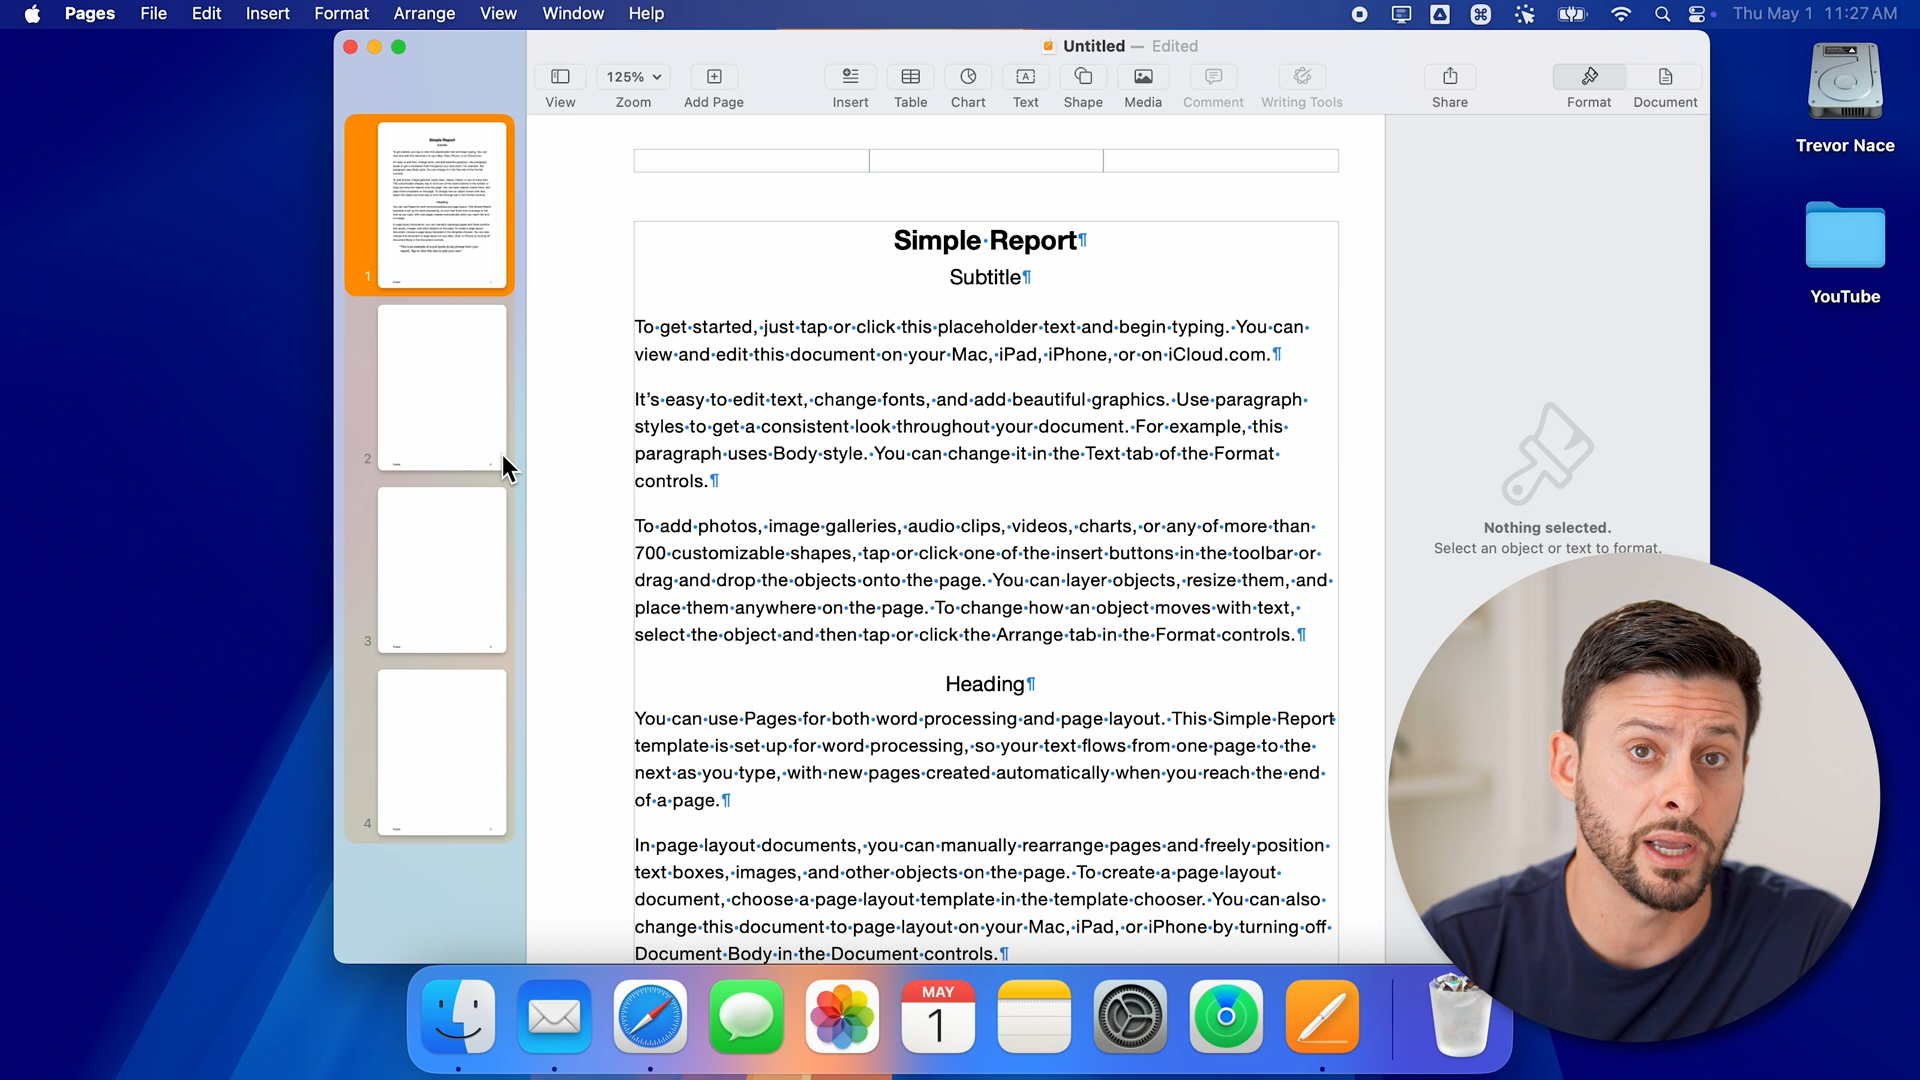 Pages File Edit Insert Format Arrange View Window Help
Thu May 1 11:27 AM
Untitled — Edited
125%
View Zoom Add Page Insert Table Chart Text Shape Media Comment Writing Tools Share Format Document
Trevor Nace
YouTube
1
2
3
4
Simple Report¶
Subtitle¶
To·get·started,·just·tap·or·click·this·placeholder·text·and·begin·typing.·You·can·
view·and·edit·this·document·on·your·Mac,·iPad,·iPhone,·or·on·iCloud.com.¶
It’s·easy·to·edit·text,·change·fonts,·and·add·beautiful·graphics.·Use·paragraph·
styles·to·get·a·consistent·look·throughout·your·document.·For·example,·this·
paragraph·uses·Body·style.·You·can·change·it·in·the·Text·tab·of·the·Format·
controls.¶
To·add·photos,·image·galleries,·audio·clips,·videos,·charts,·or·any·of·more·than·
700·customizable·shapes,·tap·or·click·one·of·the·insert·buttons·in·the·toolbar·or·
drag·and·drop·the·objects·onto·the·page.·You·can·layer·objects,·resize·them,·and·
place·them·anywhere·on·the·page.·To·change·how·an·object·moves·with·text,·
select·the·object·and·then·tap·or·click·the·Arrange·tab·in·the·Format·controls.¶
Heading¶
You·can·use·Pages·for·both·word·processing·and·page·layout.·This·Simple·Report·
template·is·set·up·for·word·processing,·so·your·text·flows·from·one·page·to·the·
next·as·you·type,·with·new·pages·created·automatically·when·you·reach·the·end·
of·a·page.¶
In·page·layout·documents,·you·can·manually·rearrange·pages·and·freely·position·
text·boxes,·images,·and·other·objects·on·the·page.·To·create·a·page·layout·
document,·choose·a·page·layout·template·in·the·template·chooser.·You·can·also·
change·this·document·to·page·layout·on·your·Mac,·iPad,·or·iPhone·by·turning·off·
Document·Body·in·the·Document·controls.¶
Nothing selected.
Select an object or text to format.
MAY
1